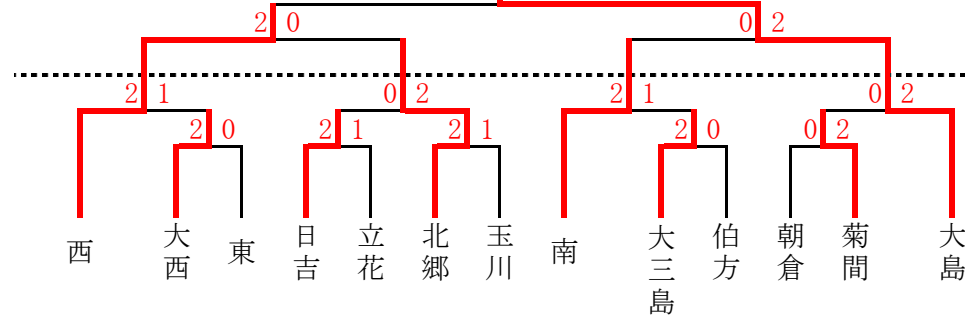 2 0 0 2
2 1 0 2 2 1 0 2
2 0 2 1 2 1 2 0 0 2
西
大西
東
日吉
立花
北郷
玉川
南
大三島
伯方
朝倉
菊間
大島